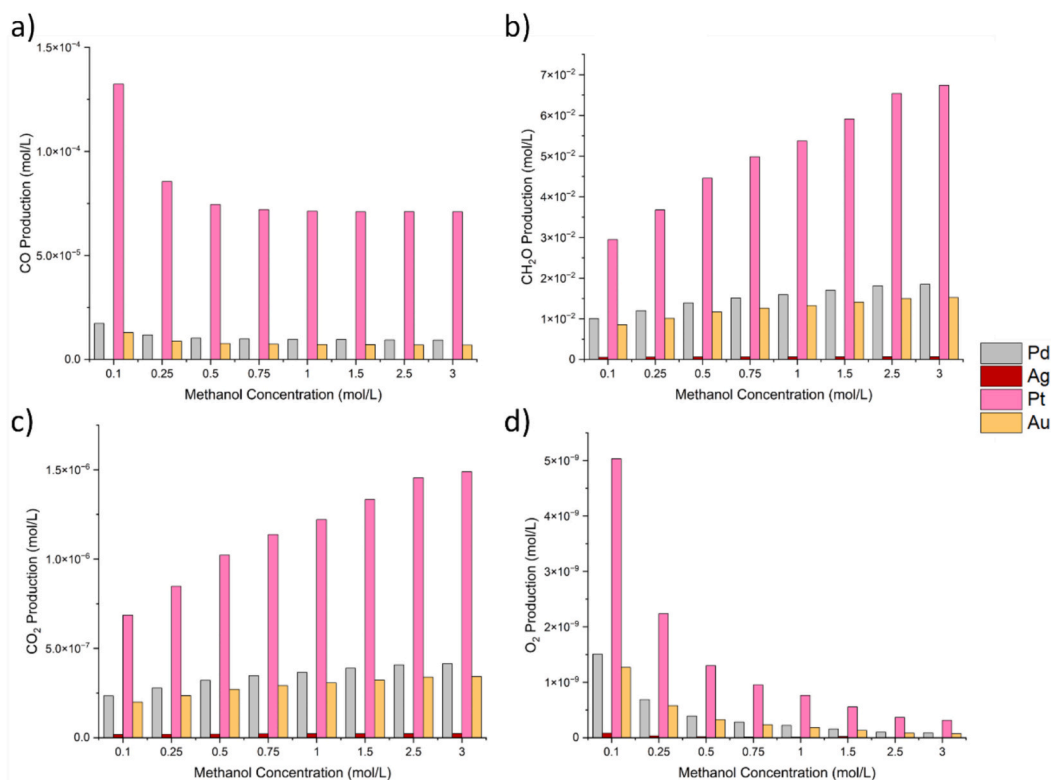 a)
1.5×10⁻⁴
1.0×10⁻⁴
5.0×10⁻⁵
0.0
CO Production (mol/L)
0.1 0.25 0.5 0.75 1 1.5 2.5 3
Methanol Concentration (mol/L)
b)
7×10⁻²
6×10⁻²
5×10⁻²
4×10⁻²
3×10⁻²
2×10⁻²
1×10⁻²
0
CH₂O Production (mol/L)
0.1 0.25 0.5 0.75 1 1.5 2.5 3
Methanol Concentration (mol/L)
Pd
Ag
Pt
Au
c)
1.5×10⁻⁶
1.0×10⁻⁶
5.0×10⁻⁷
0.0
CO₂ Production (mol/L)
0.1 0.25 0.5 0.75 1 1.5 2.5 3
Methanol Concentration (mol/L)
d)
5×10⁻⁹
4×10⁻⁹
3×10⁻⁹
2×10⁻⁹
1×10⁻⁹
0
O₂ Production (mol/L)
0.1 0.25 0.5 0.75 1 1.5 2.5 3
Methanol Concentration (mol/L)